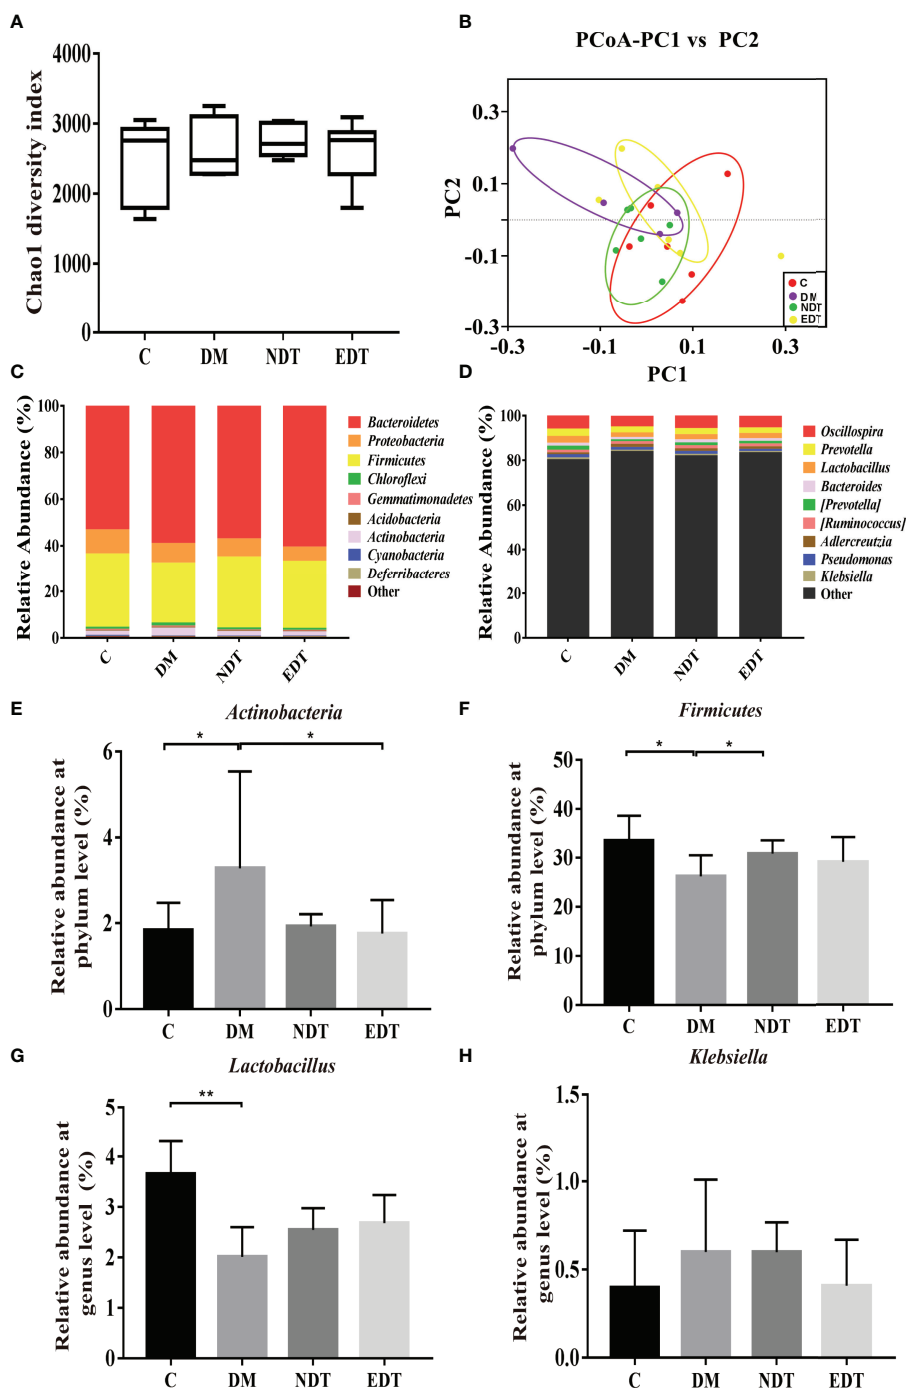 A
4000
3000
2000
1000
0
Chao1 diversity index
C DM NDT EDT
B
PCoA-PC1 vs PC2
0.3
0.1
-0.1
-0.3
PC2
-0.3 -0.1 0.1 0.3
PC1
C
DM
NDT
EDT
C
100
80
60
40
20
0
Relative Abundance (%)
C DM NDT EDT
Bacteroidetes
Proteobacteria
Firmicutes
Chloroflexi
Gemmatimonadetes
Acidobacteria
Actinobacteria
Cyanobacteria
Deferribacteres
Other
D
100
80
60
40
20
0
Relative Abundance (%)
C DM NDT EDT
Oscillospira
Prevotella
Lactobacillus
Bacteroides
[Prevotella]
[Ruminococcus]
Adlercreutzia
Pseudomonas
Klebsiella
Other
E
Actinobacteria
* *
6
4
2
0
Relative abundance at
phylum level (%)
C DM NDT EDT
F
Firmicutes
* *
50
40
30
20
10
0
Relative abundance at
phylum level (%)
C DM NDT EDT
G
Lactobacillus
**
5
4
3
2
1
0
Relative abundance at
genus level (%)
C DM NDT EDT
H
Klebsiella
1.5
1.0
0.5
0.0
Relative abundance at
genus level (%)
C DM NDT EDT